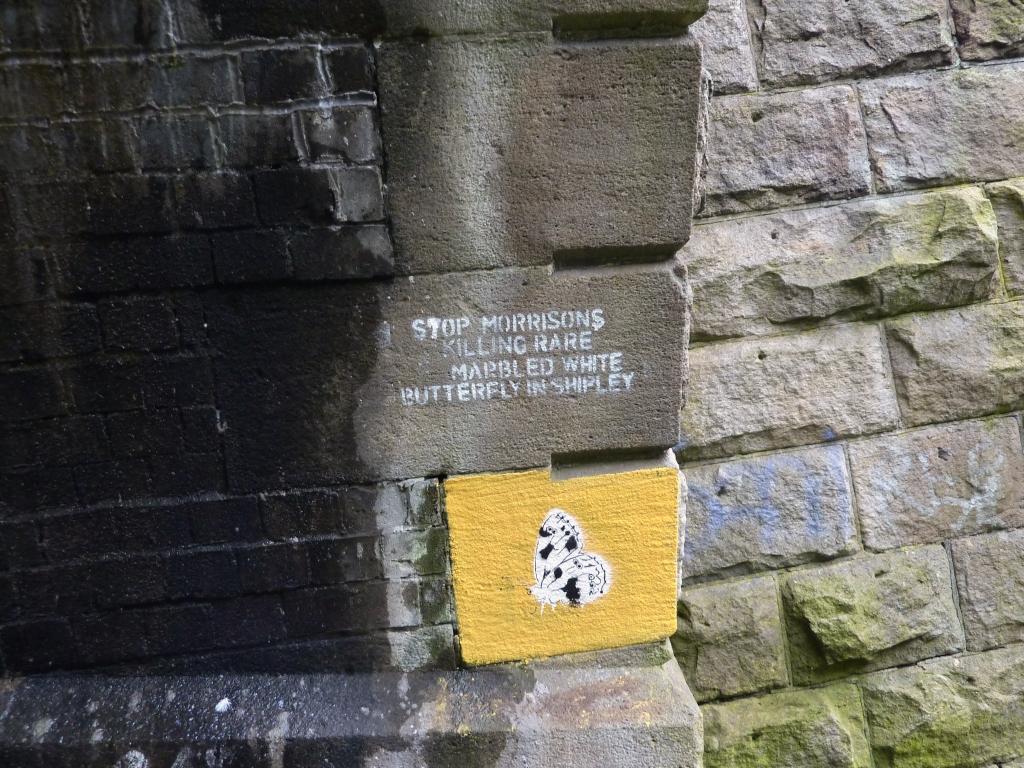 STOP MORRISONS
KILLING RARE
MARBLED WHITE
BUTTERFLY IN SHIPLEY